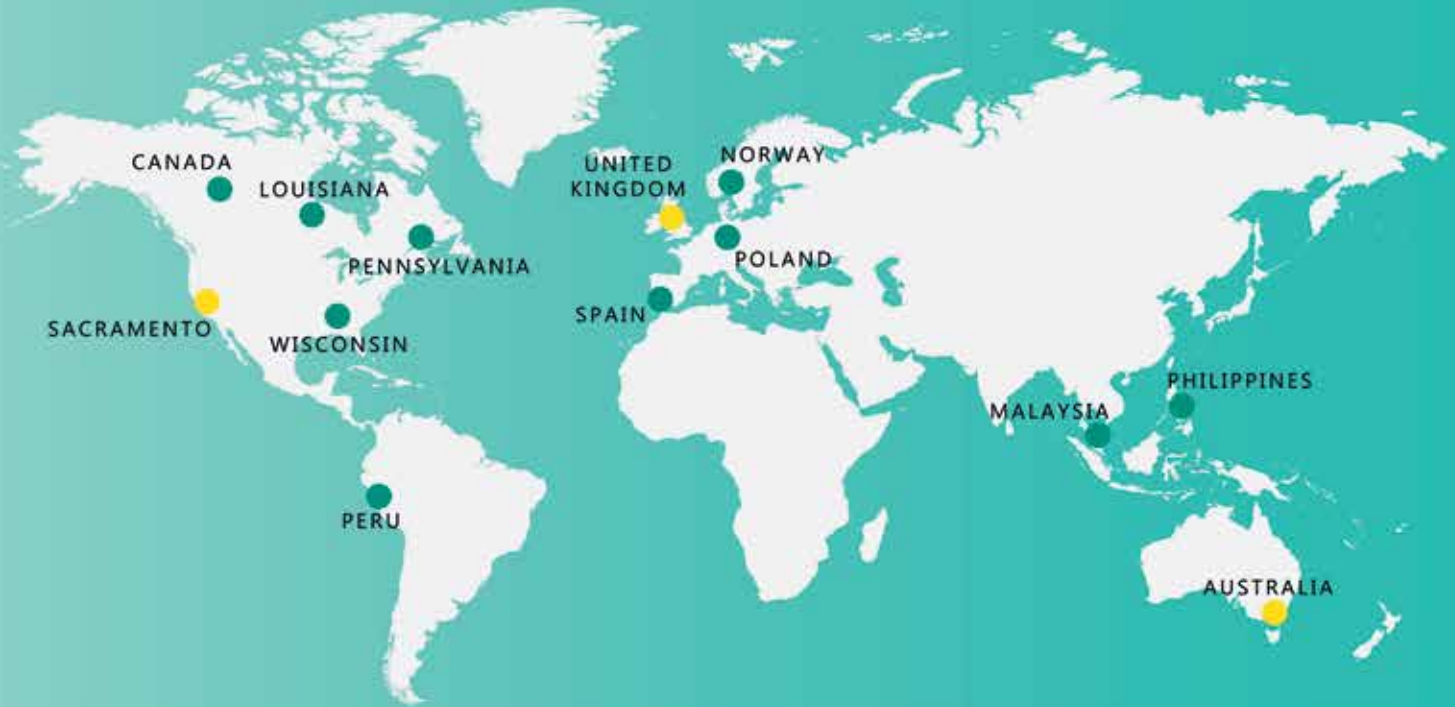 CANADA
LOUISIANA
PENNSYLVANIA
SACRAMENTO
WISCONSIN
PERU
UNITED
KINGDOM
NORWAY
POLAND
SPAIN
PHILIPPINES
MALAYSIA
AUSTRALIA